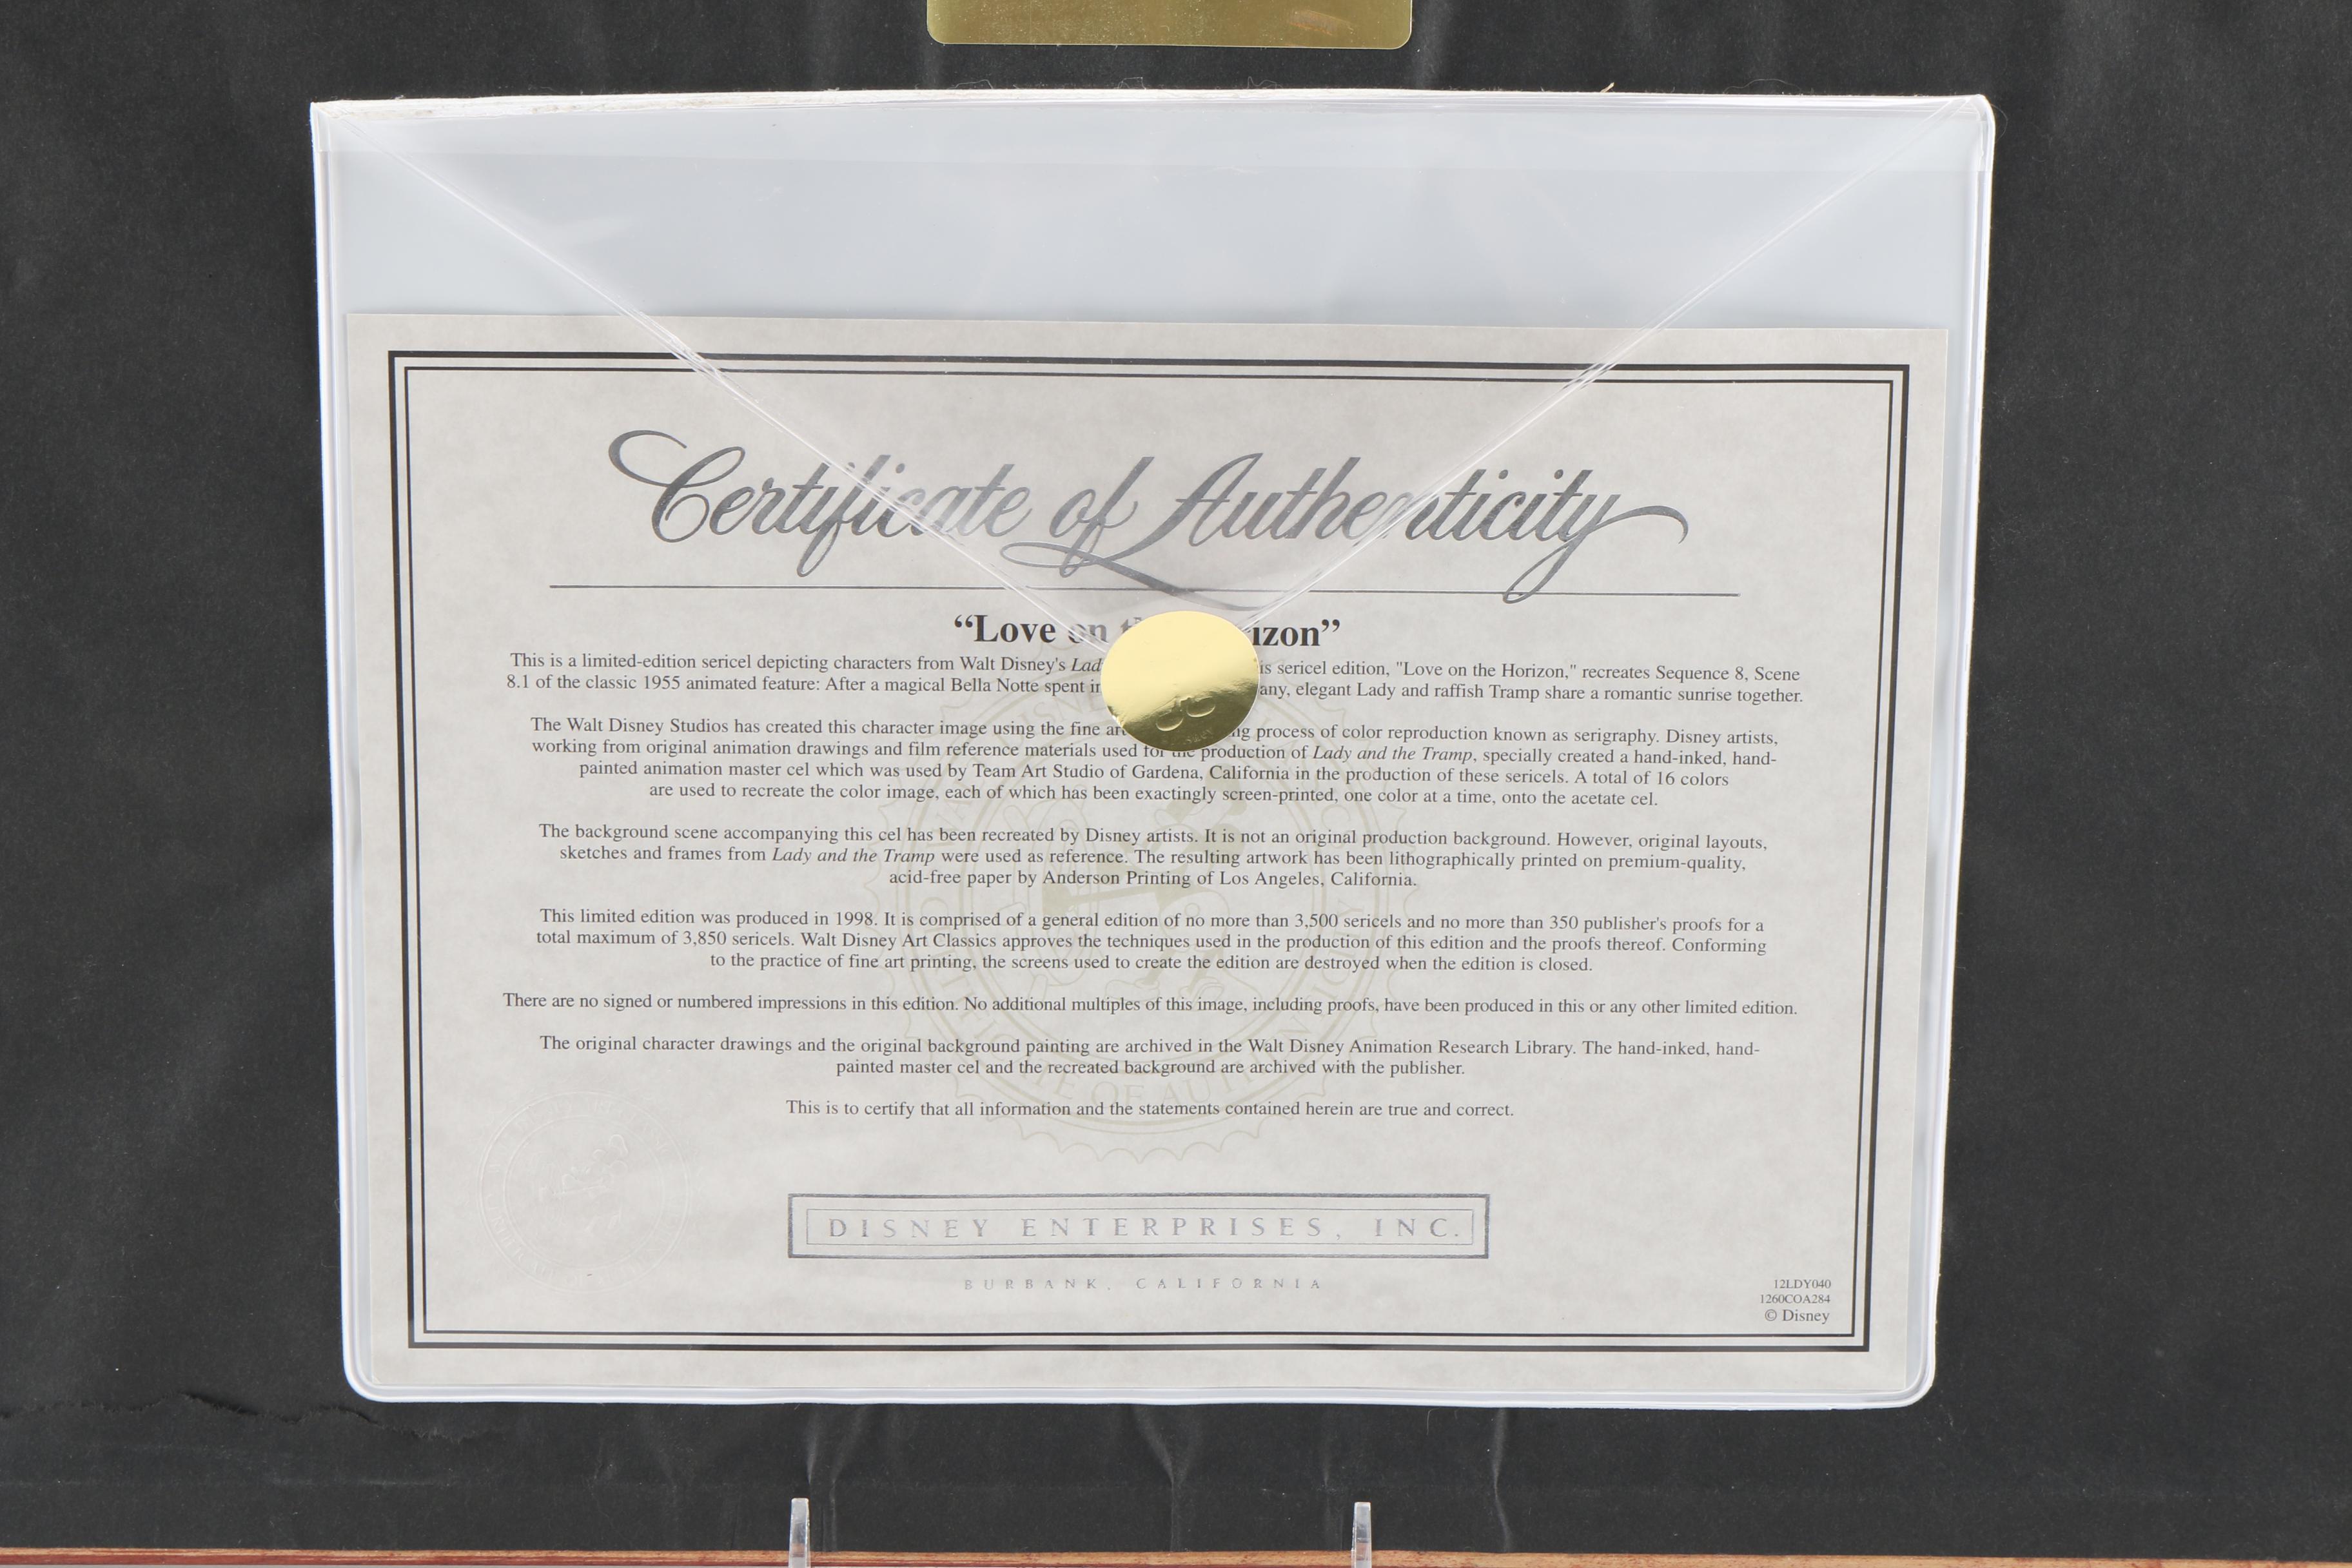 Certificate of Authenticity
“Love on t izon”
This is a limited-edition sericel depicting characters from Walt Disney's Lad is sericel edition, "Love on the Horizon," recreates Sequence 8, Scene
8.1 of the classic 1955 animated feature: After a magical Bella Notte spent in any, elegant Lady and raffish Tramp share a romantic sunrise together.
The Walt Disney Studios has created this character image using the fine art ng process of color reproduction known as serigraphy. Disney artists,
working from original animation drawings and film reference materials used for the production of Lady and the Tramp, specially created a hand-inked, hand-
painted animation master cel which was used by Team Art Studio of Gardena, California in the production of these sericels. A total of 16 colors
are used to recreate the color image, each of which has been exactingly screen-printed, one color at a time, onto the acetate cel.
The background scene accompanying this cel has been recreated by Disney artists. It is not an original production background. However, original layouts,
sketches and frames from Lady and the Tramp were used as reference. The resulting artwork has been lithographically printed on premium-quality,
acid-free paper by Anderson Printing of Los Angeles, California.
This limited edition was produced in 1998. It is comprised of a general edition of no more than 3,500 sericels and no more than 350 publisher's proofs for a
total maximum of 3,850 sericels. Walt Disney Art Classics approves the techniques used in the production of this edition and the proofs thereof. Conforming
to the practice of fine art printing, the screens used to create the edition are destroyed when the edition is closed.
There are no signed or numbered impressions in this edition. No additional multiples of this image, including proofs, have been produced in this or any other limited edition.
The original character drawings and the original background painting are archived in the Walt Disney Animation Research Library. The hand-inked, hand-
painted master cel and the recreated background are archived with the publisher.
This is to certify that all information and the statements contained herein are true and correct.
DISNEY ENTERPRISES, INC.
BURBANK, CALIFORNIA
12LDY040
1260COA284
© Disney